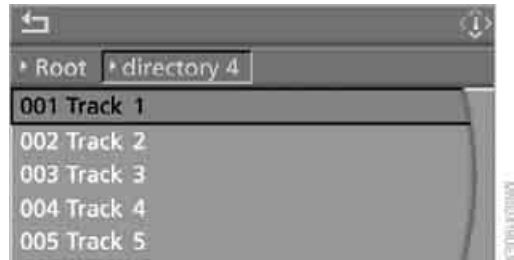 Root directory 4
001 Track 1
002 Track 2
003 Track 3
004 Track 4
005 Track 5